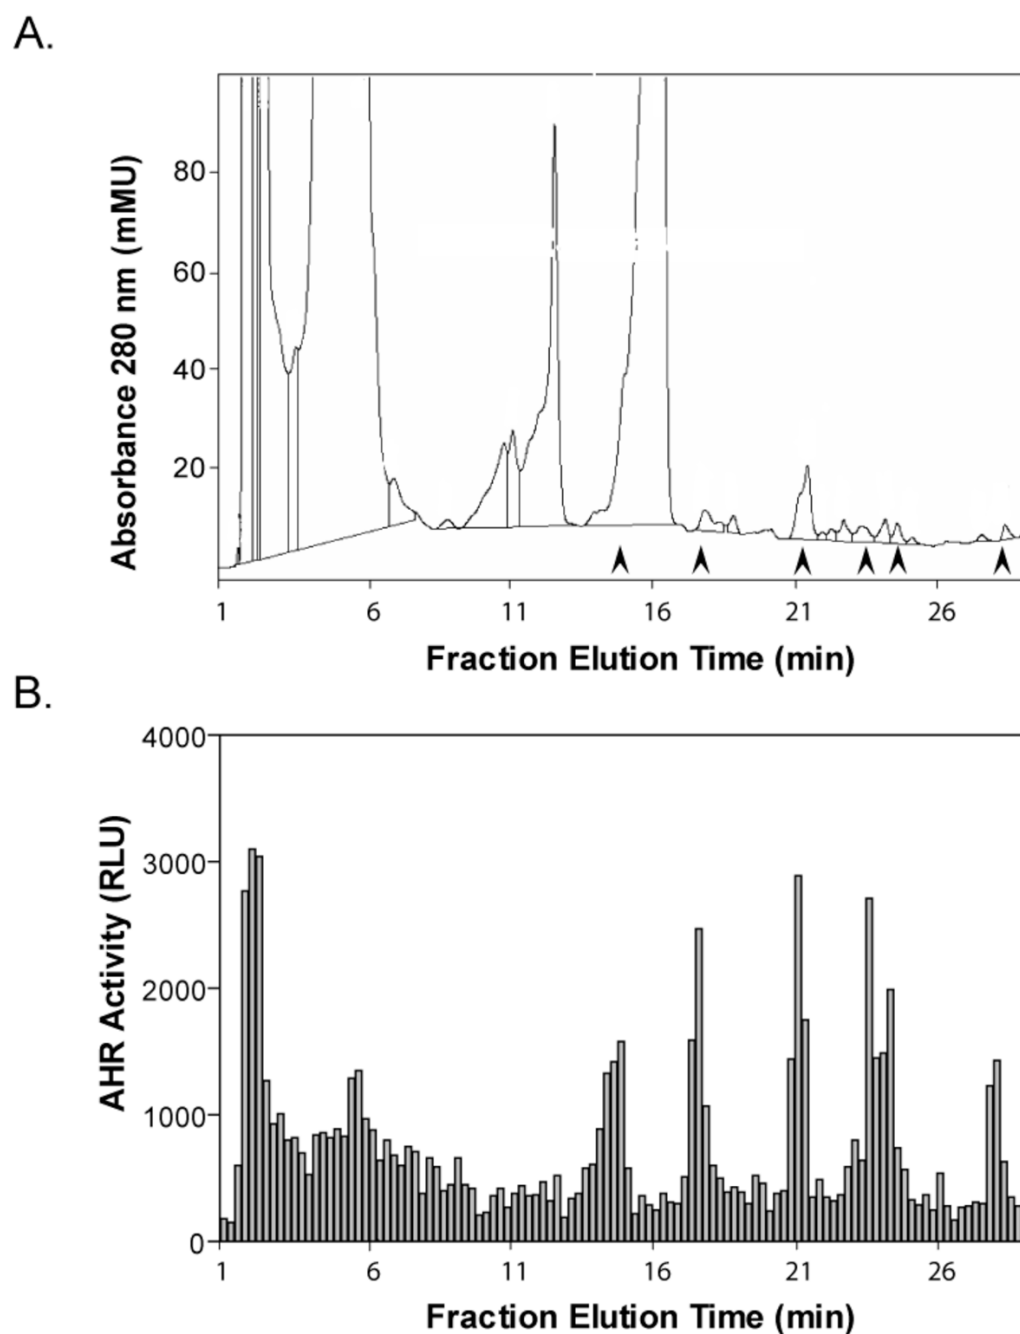 A.
Absorbance 280 nm (mMU)
80
60
40
20
1 6 11 16 21 26
Fraction Elution Time (min)
B.
AHR Activity (RLU)
4000
3000
2000
1000
0
1 6 11 16 21 26
Fraction Elution Time (min)